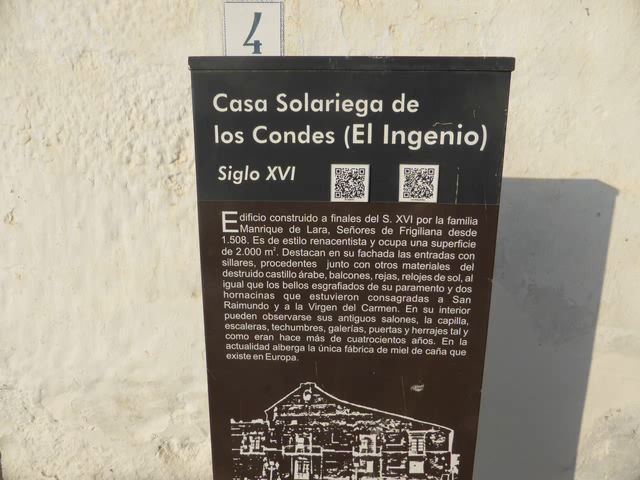 4
Casa Solariega de
los Condes (El Ingenio)
Siglo XVI
Edificio construido a finales del S. XVI por la familia
Manrique de Lara, Señores de Frigiliana desde
1.508. Es de estilo renacentista y ocupa una superficie
de 2.000 m². Destacan en su fachada las entradas con
sillares, procedentes junto con otros materiales del
destruido castillo árabe, balcones, rejas, relojes de sol, al
igual que los bellos esgrafiados de su paramento y dos
hornacinas que estuvieron consagradas a San
Raimundo y a la Virgen del Carmen. En su interior
pueden observarse sus antiguos salones, la capilla,
escaleras, techumbres, galerías, puertas y herrajes tal y
como eran hace más de cuatrocientos años. En la
actualidad alberga la única fábrica de miel de caña que
existe en Europa.